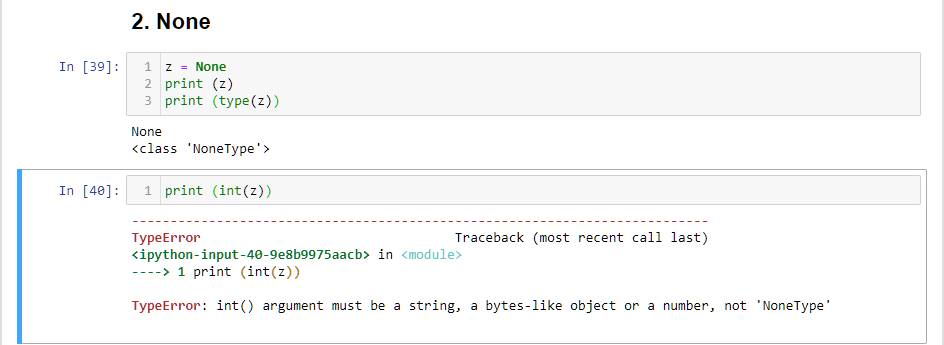 2. None
In [39]:
1 z = None
2 print (z)
3 print (type(z))
None
<class 'NoneType'>
In [40]:
1 print (int(z))
---------------------------------------------------------------------------
TypeError Traceback (most recent call last)
<ipython-input-40-9e8b9975aacb> in <module>
----> 1 print (int(z))
TypeError: int() argument must be a string, a bytes-like object or a number, not 'NoneType'